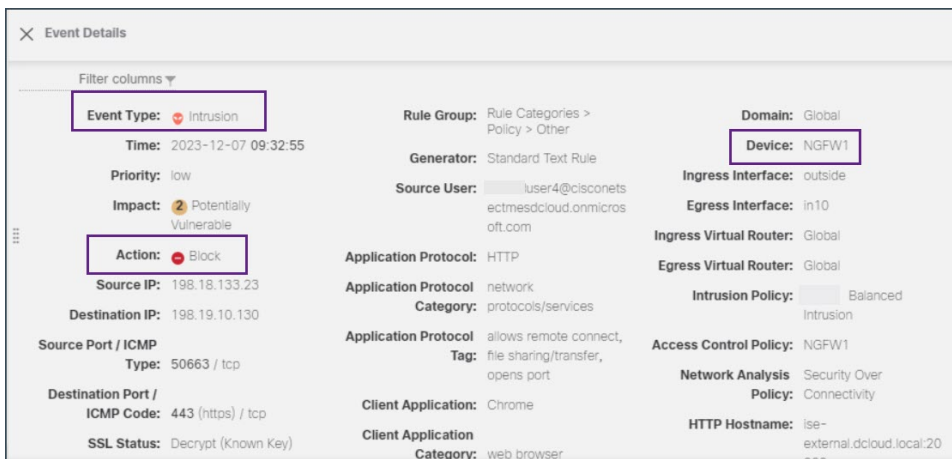 Event Details
Filter columns
Event Type: Intrusion
Time: 2023-12-07 09:32:55
Priority: low
Impact: 2 Potentially
Vulnerable
Action: Block
Source IP: 198.18.133.23
Destination IP: 198.19.10.130
Source Port / ICMP
Type: 50663 / tcp
Destination Port /
ICMP Code: 443 (https) / tcp
SSL Status: Decrypt (Known Key)
Rule Group: Rule Categories >
Policy > Other
Generator: Standard Text Rule
Source User: user4@cisconets
ectmesdcloud.onmicros
oft.com
Application Protocol: HTTP
Application Protocol network
Category: protocols/services
Application Protocol allows remote connect,
Tag: file sharing/transfer,
opens port
Client Application: Chrome
Client Application
Category: web browser
Domain: Global
Device: NGFW1
Ingress Interface: outside
Egress Interface: in10
Ingress Virtual Router: Global
Egress Virtual Router: Global
Intrusion Policy: Balanced
Intrusion
Access Control Policy: NGFW1
Network Analysis Security Over
Policy: Connectivity
HTTP Hostname: ise-
external.dcloud.local:20